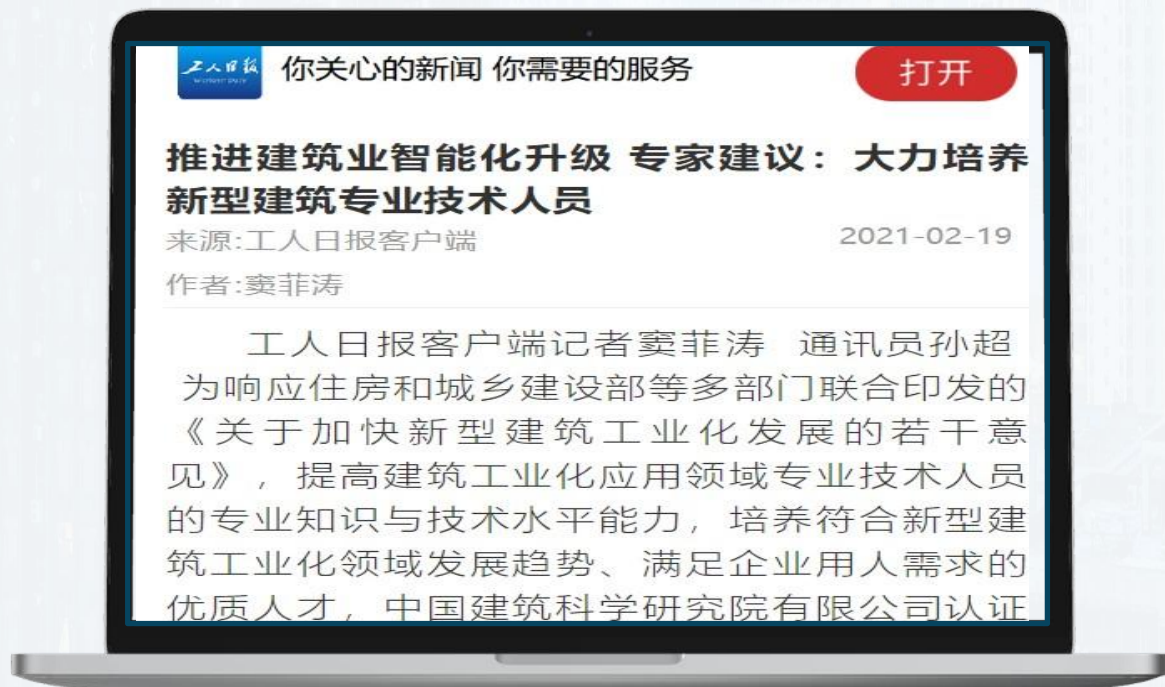 工人日报
你关心的新闻 你需要的服务
打开
推进建筑业智能化升级 专家建议：大力培养
新型建筑专业技术人员
来源:工人日报客户端
2021-02-19
作者:窦菲涛
工人日报客户端记者窦菲涛 通讯员孙超
为响应住房和城乡建设部等多部门联合印发的
《关于加快新型建筑工业化发展的若干意
见》，提高建筑工业化应用领域专业技术人员
的专业知识与技术水平能力，培养符合新型建
筑工业化领域发展趋势、满足企业用人需求的
优质人才，中国建筑科学研究院有限公司认证